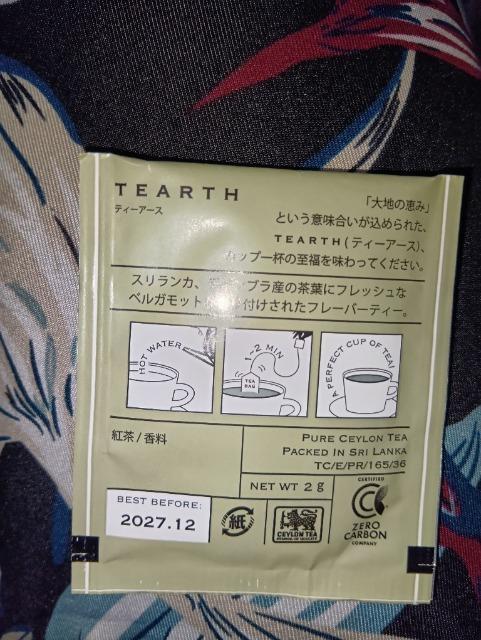 TEARTH
ティーアース
「大地の恵み」
という意味合いが込められた、
TEARTH(ティーアース)、
カップ一杯の至福を味わってください。
スリランカ、 ブラ産の茶葉にフレッシュな
ベルガモット 付けされたフレーバーティー。
HOT WATER
1-2 MIN
TEA BAG
A PERFECT CUP OF TEA!
紅茶/香料
PURE CEYLON TEA
PACKED IN SRI LANKA
TC/E/PR/165/36
NET WT 2g
BEST BEFORE:
2027.12
紙
CEYLON TEA
CERTIFIED
ZERO
CARBON
COMPANY